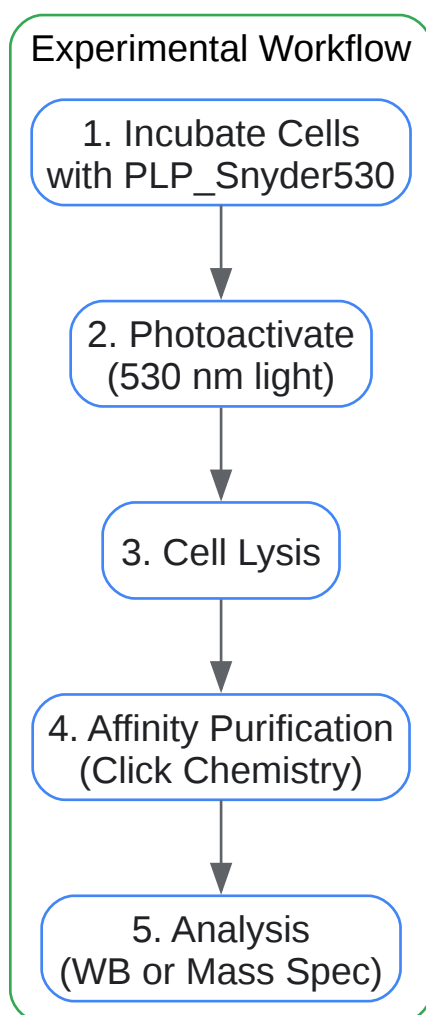 Experimental Workflow
1. Incubate Cells
with PLP_Snyder530
2. Photoactivate
(530 nm light)
3. Cell Lysis
4. Affinity Purification
(Click Chemistry)
5. Analysis
(WB or Mass Spec)